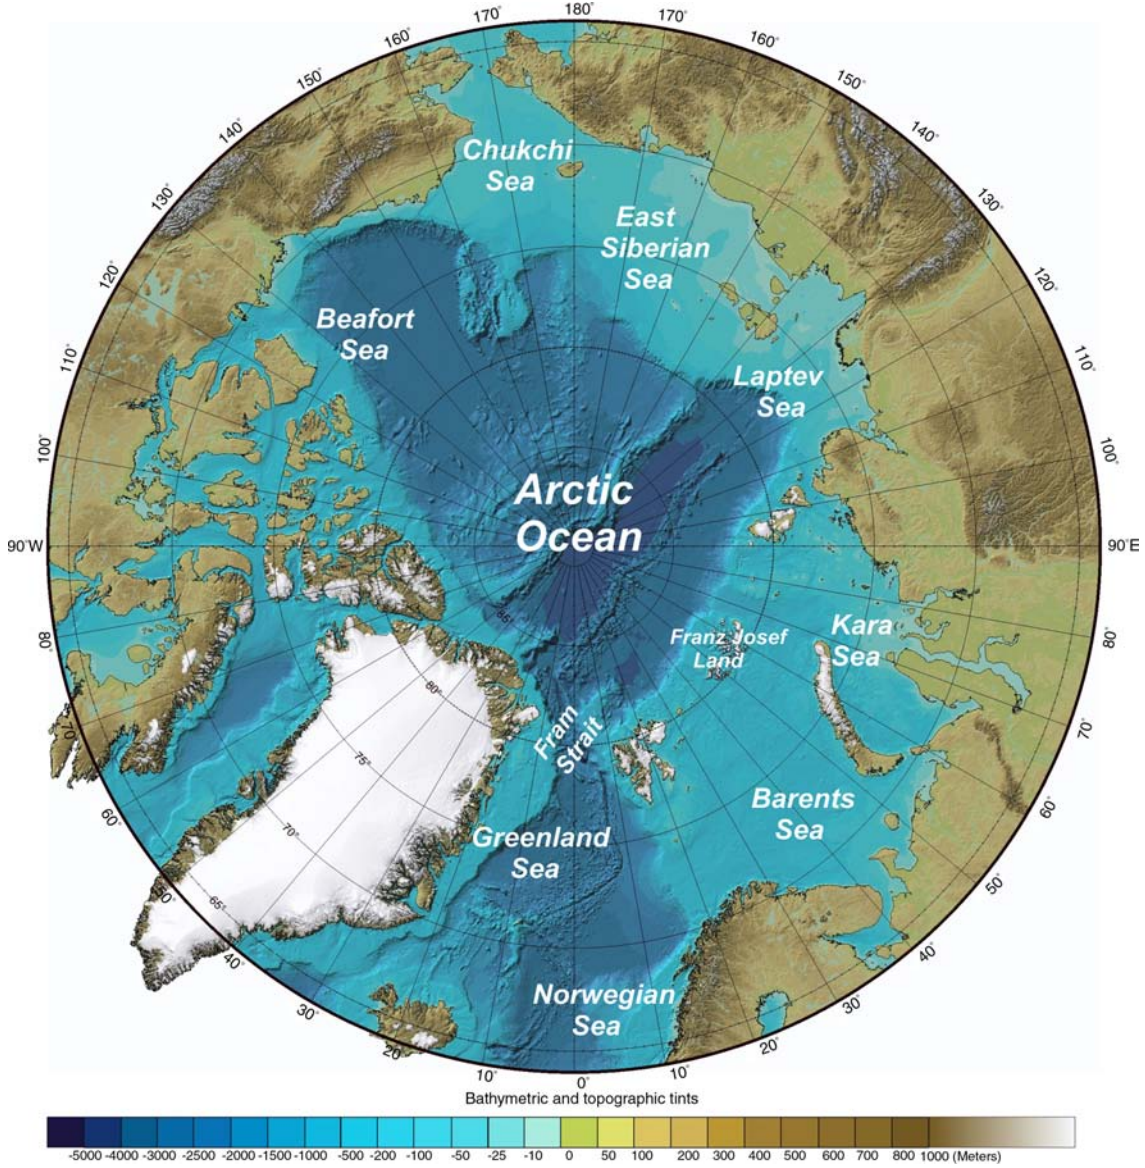 180°
170°
170°
160°
160°
150°
150°
140°
140°
130°
130°
120°
120°
110°
110°
100°
100°
90°W
90°E
80°
80°
70°
70°
60°
60°
50°
50°
40°
40°
30°
30°
20°
20°
10°
0°
10°
Chukchi
Sea
East
Siberian
Sea
Beafort
Sea
Laptev
Sea
Arctic
Ocean
85°
80°
75°
70°
65°
Franz Josef
Land
Kara
Sea
Fram
Strait
Barents
Sea
Greenland
Sea
Norwegian
Sea
Bathymetric and topographic tints
-5000 -4000 -3000 -2500 -2000 -1500 -1000 -500 -200 -100 -50 -25 -10 0 50 100 200 300 400 500 600 700 800 1000 (Meters)